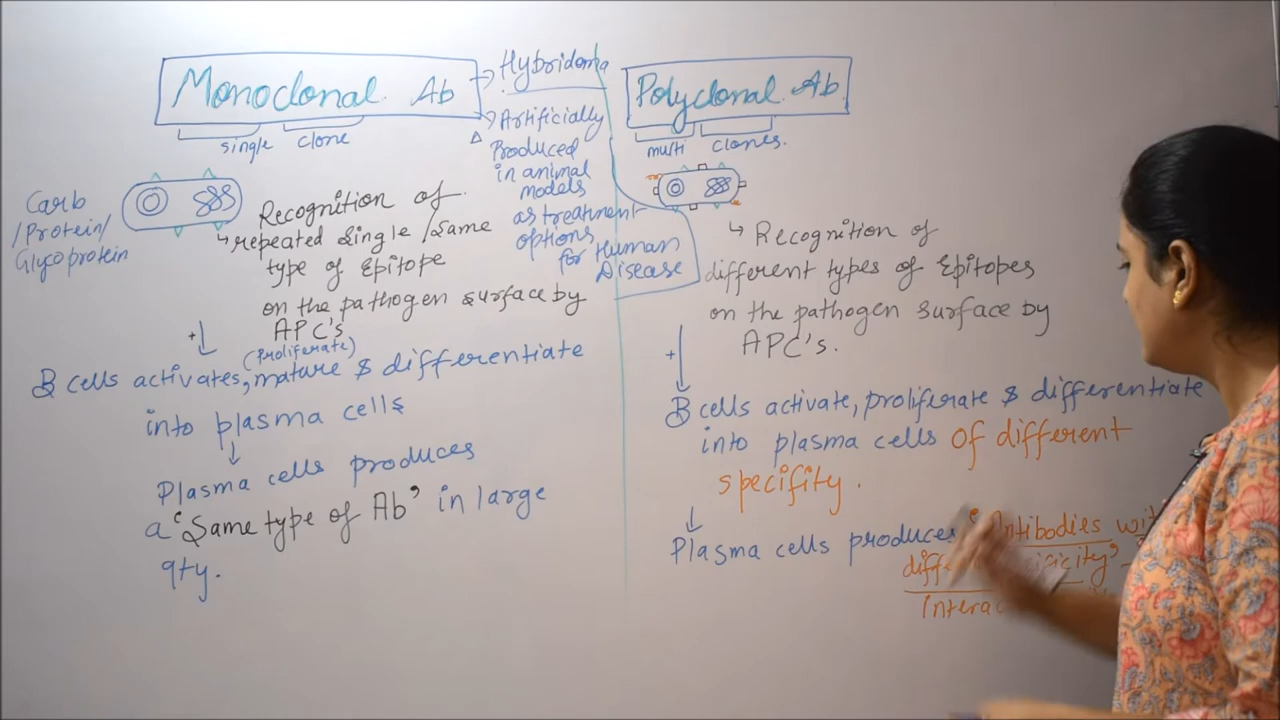 Monoclonal Ab
single clone
Hybridoma
Δ Artificially
Produced
in animal
models
as treatment
options
for Human
Disease
Carb
/Protein/
Glycoprotein
Recognition of
repeated single/same
type of Epitope
on the pathogen surface by
APC's
(Proliferate)
+
B cells activates, mature & differentiate
into plasma cells
Plasma cells produces
a 'Same type of Ab' in large
qty.
Polyclonal Ab
multi clones.
Recognition of
different types of Epitopes
on the pathogen surface by
APC's.
+
B cells activate, proliferate & differentiate
into plasma cells of different
specifity.
Plasma cells produces 'Antibodies